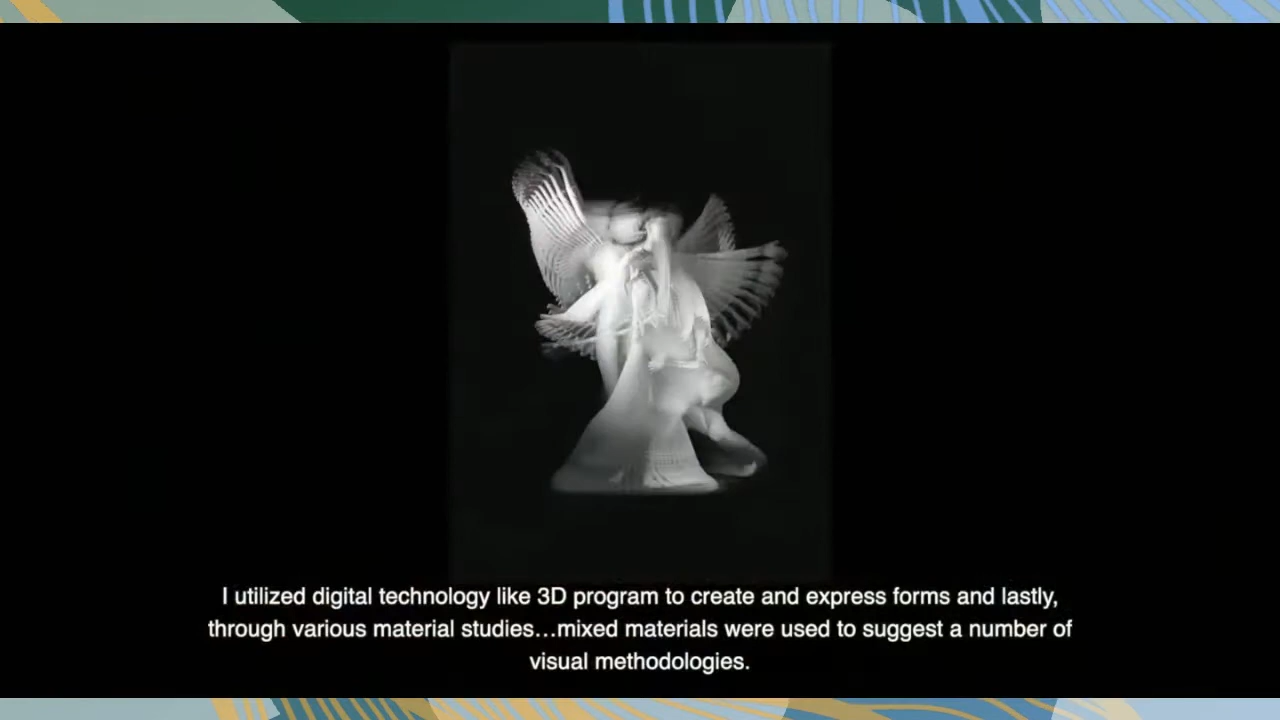 I utilized digital technology like 3D program to create and express forms and lastly,
through various material studies…mixed materials were used to suggest a number of
visual methodologies.